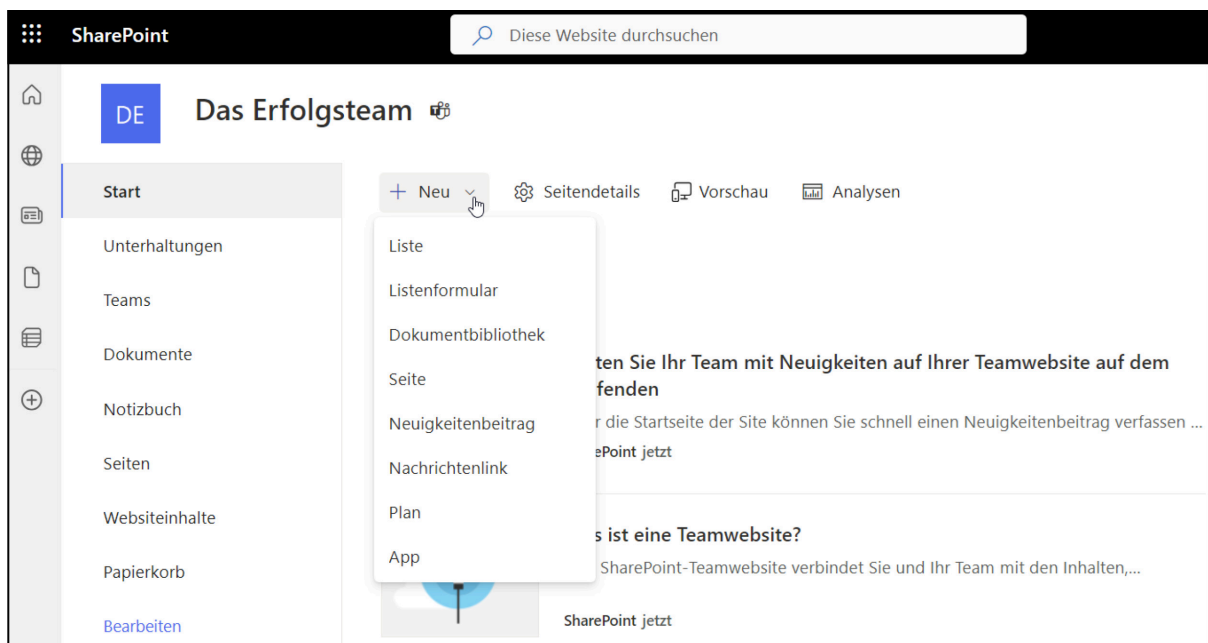 SharePoint
Diese Website durchsuchen
DE
Das Erfolgsteam
Start
Unterhaltungen
Teams
Dokumente
Notizbuch
Seiten
Websiteinhalte
Papierkorb
Bearbeiten
Neu
Seitendetails
Vorschau
Analysen
Liste
Listenformular
Dokumentbibliothek
Seite
Neuigkeitenbeitrag
Nachrichtenlink
Plan
App
Sie Ihr Team mit Neuigkeiten auf Ihrer Teamwebsite auf dem
die Startseite der Site können Sie schnell einen Neuigkeitenbeitrag verfassen ...
jetzt
ist eine Teamwebsite?
SharePoint-Teamwebsite verbindet Sie und Ihr Team mit den Inhalten,...
SharePoint jetzt